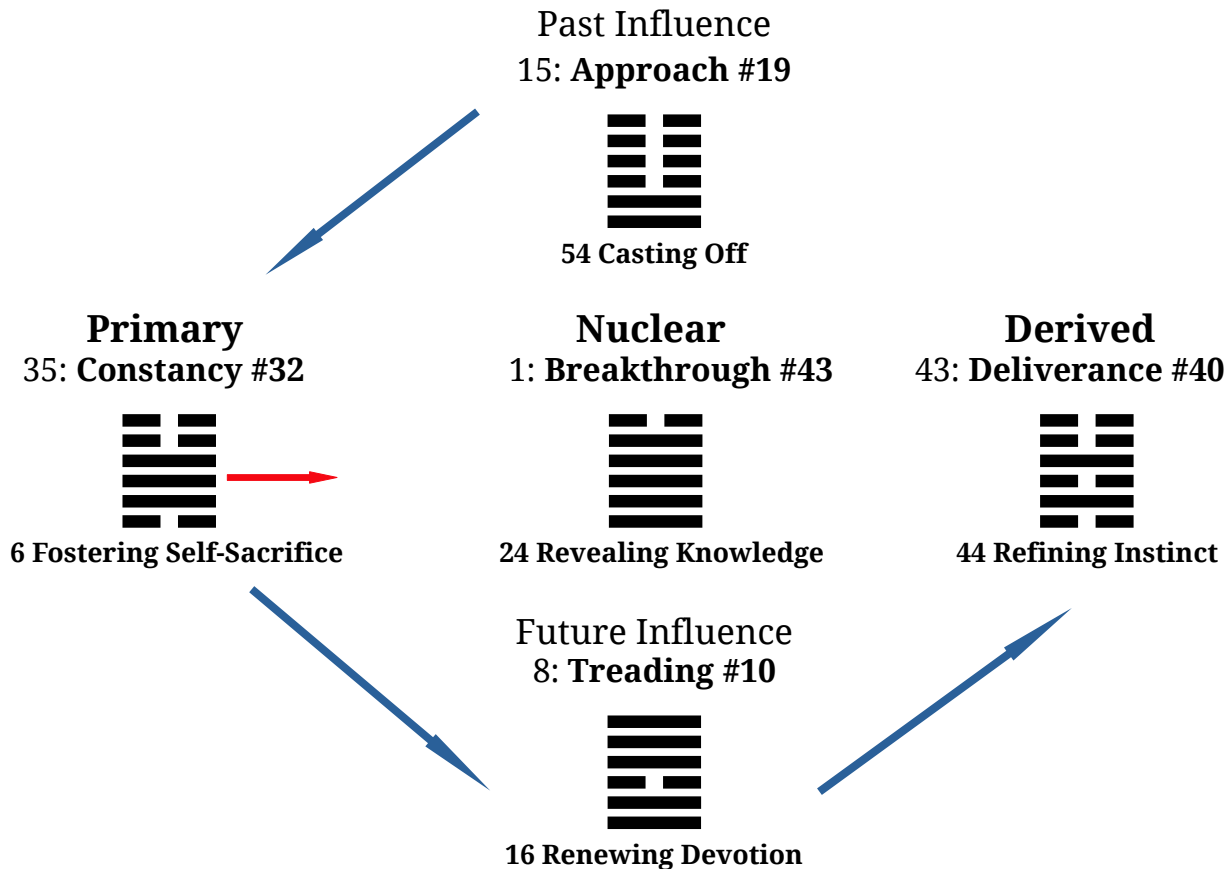 Past Influence
15: Approach #19
54 Casting Off
Primary
35: Constancy #32
6 Fostering Self-Sacrifice
Nuclear
1: Breakthrough #43
24 Revealing Knowledge
Derived
43: Deliverance #40
44 Refining Instinct
Future Influence
8: Treading #10
16 Renewing Devotion